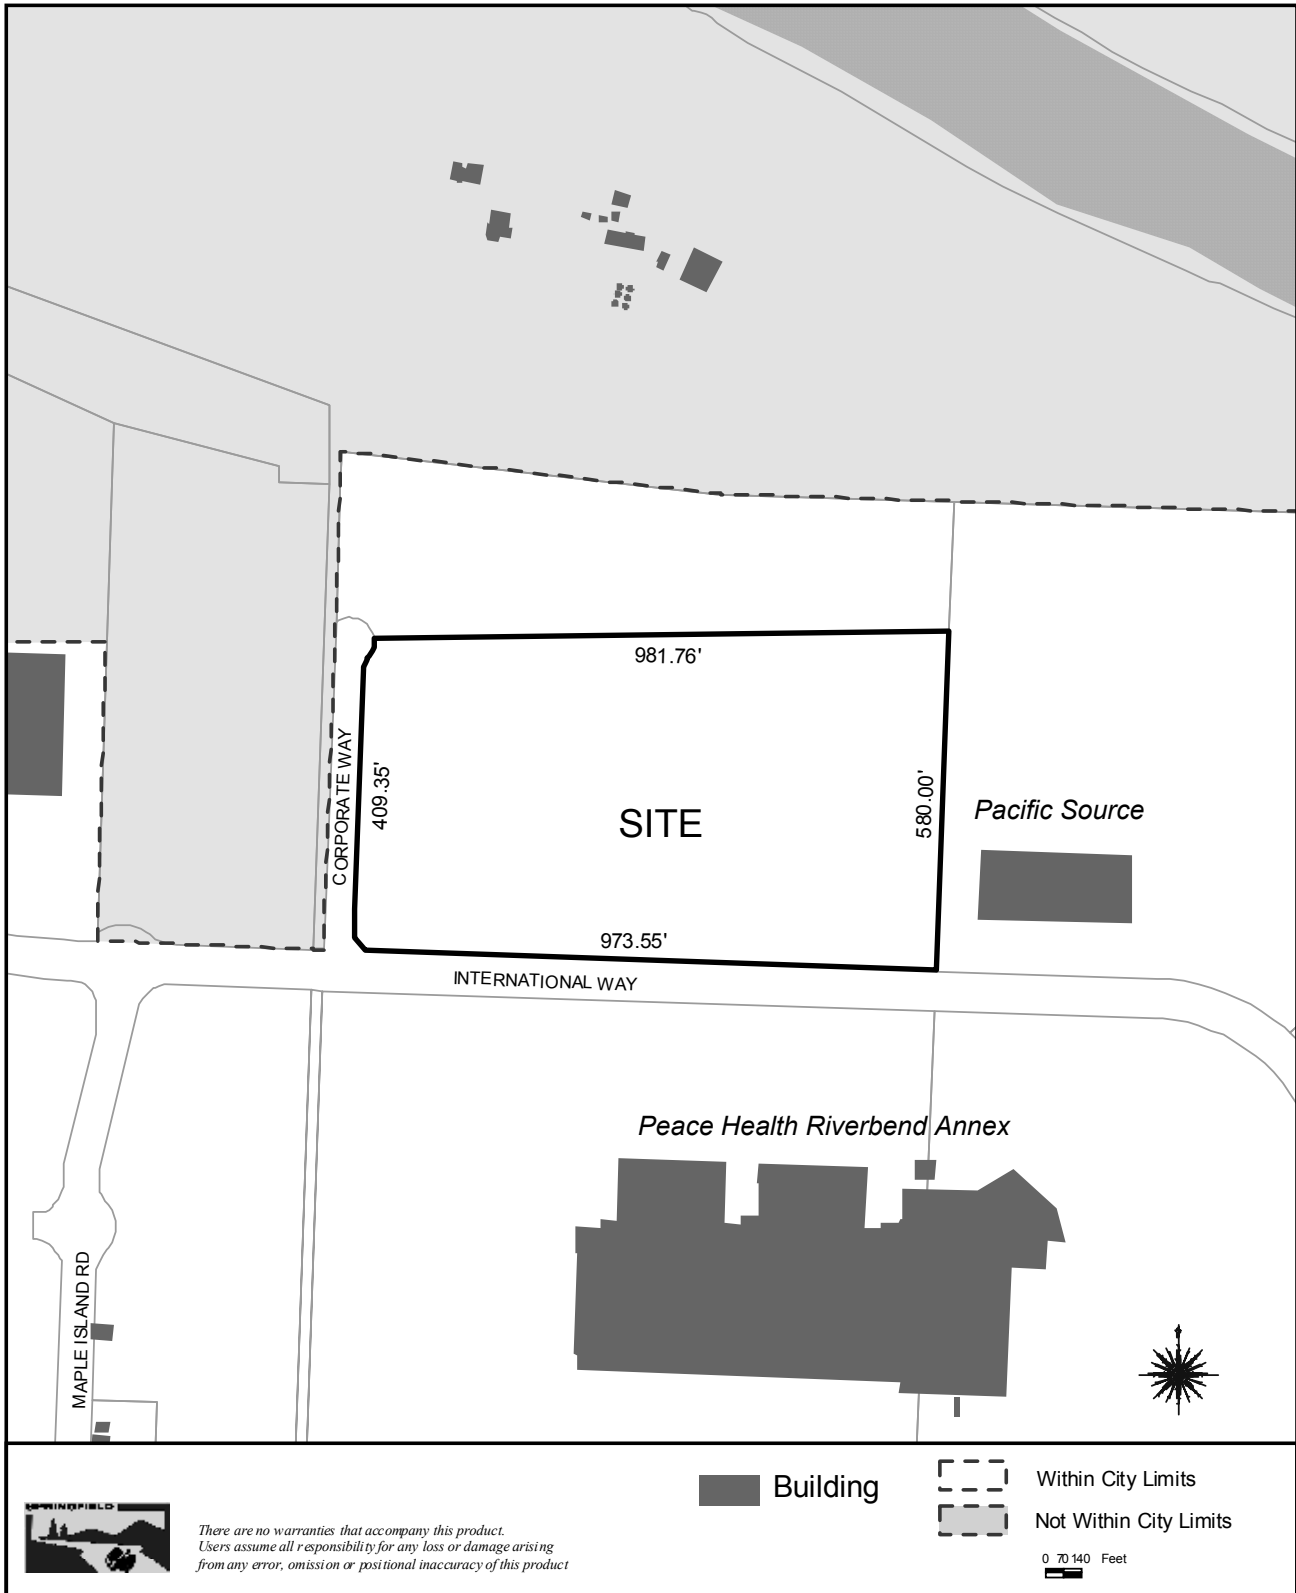 981.76'
CORPORATE WAY
409.35'
SITE
580.00'
Pacific Source
973.55'
INTERNATIONAL WAY
Peace Health Riverbend Annex
MAPLE ISLAND RD
SPRINGFIELD
There are no warranties that accompany this product.
Users assume all responsibility for any loss or damage arising
from any error, omission or positional inaccuracy of this product
Building
Within City Limits
Not Within City Limits
0 70 140 Feet